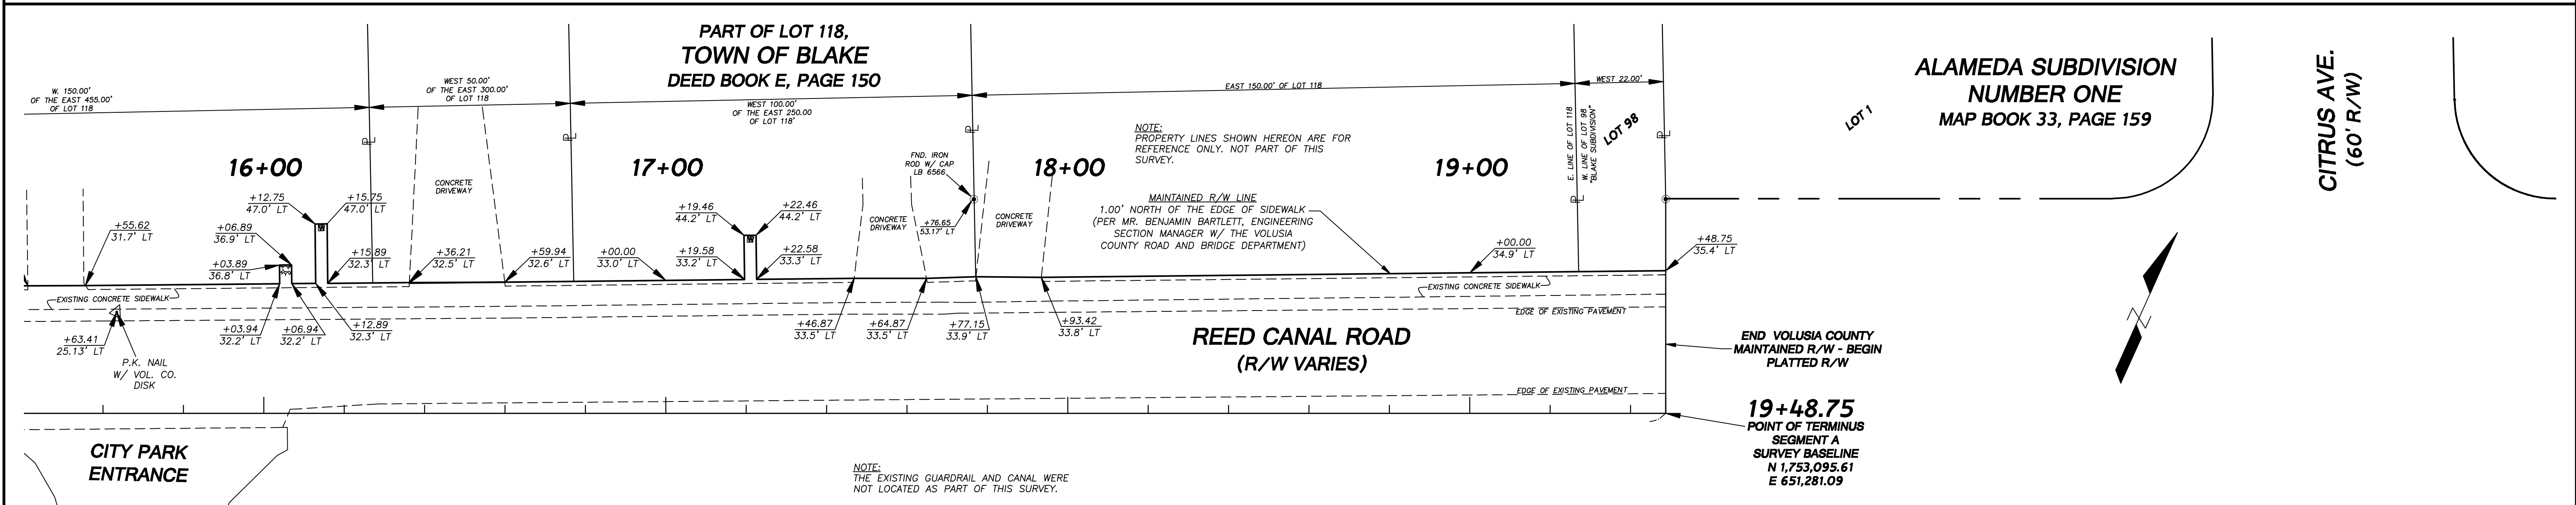 PART OF LOT 118,
TOWN OF BLAKE
DEED BOOK E, PAGE 150
W. 150.00'
OF THE EAST 455.00'
OF LOT 118
WEST 50.00'
OF THE EAST 300.00'
OF LOT 118
WEST 100.00'
OF THE EAST 250.00
OF LOT 118'
EAST 150.00' OF LOT 118
WEST 22.00'
E. LINE OF LOT 118
W. LINE OF LOT 98
"BLAKE SUBDIVISION"
LOT 98
LOT 1
ALAMEDA SUBDIVISION
NUMBER ONE
MAP BOOK 33, PAGE 159
CITRUS AVE.
(60' R/W)
NOTE:
PROPERTY LINES SHOWN HEREON ARE FOR
REFERENCE ONLY. NOT PART OF THIS
SURVEY.
16+00
17+00
18+00
19+00
FND. IRON
ROD W/ CAP
LB 6566
+76.65
53.17' LT
CONCRETE
DRIVEWAY
CONCRETE
DRIVEWAY
CONCRETE
DRIVEWAY
MAINTAINED R/W LINE
1.00' NORTH OF THE EDGE OF SIDEWALK
(PER MR. BENJAMIN BARTLETT, ENGINEERING
SECTION MANAGER W/ THE VOLUSIA
COUNTY ROAD AND BRIDGE DEPARTMENT)
+55.62
31.7' LT
+12.75
47.0' LT
+15.75
47.0' LT
+06.89
36.9' LT
+03.89
36.8' LT
+15.89
32.3' LT
+36.21
32.5' LT
+59.94
32.6' LT
+00.00
33.0' LT
+19.46
44.2' LT
+22.46
44.2' LT
+19.58
33.2' LT
+22.58
33.3' LT
+00.00
34.9' LT
+48.75
35.4' LT
EXISTING CONCRETE SIDEWALK
EXISTING CONCRETE SIDEWALK
EDGE OF EXISTING PAVEMENT
+63.41
25.13' LT
P.K. NAIL
W/ VOL. CO.
DISK
+03.94
32.2' LT
+06.94
32.2' LT
+12.89
32.3' LT
+46.87
33.5' LT
+64.87
33.5' LT
+77.15
33.9' LT
+93.42
33.8' LT
REED CANAL ROAD
(R/W VARIES)
END VOLUSIA COUNTY
MAINTAINED R/W - BEGIN
PLATTED R/W
EDGE OF EXISTING PAVEMENT
19+48.75
POINT OF TERMINUS
SEGMENT A
SURVEY BASELINE
N 1,753,095.61
E 651,281.09
CITY PARK
ENTRANCE
NOTE:
THE EXISTING GUARDRAIL AND CANAL WERE
NOT LOCATED AS PART OF THIS SURVEY.